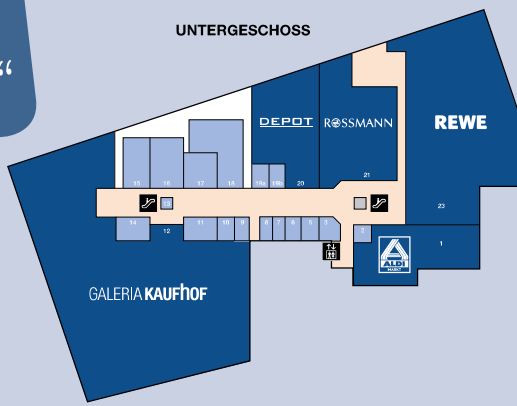 UNTERGESCHOSS
“
DEPOT
ROSSMANN
REWE
15 16 17 18 19a 19b 20 21
23
14 12 11 10 9 8 7 6 5 3 2 1
ALDI
MARKT
GALERIA KAUFHOF